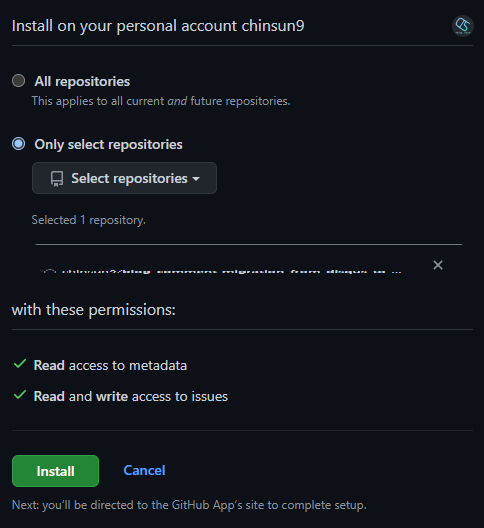 Install on your personal account chinsun9
All repositories
This applies to all current and future repositories.
Only select repositories
Select repositories
Selected 1 repository.
with these permissions:
Read access to metadata
Read and write access to issues
Install
Cancel
Next: you'll be directed to the GitHub App's site to complete setup.